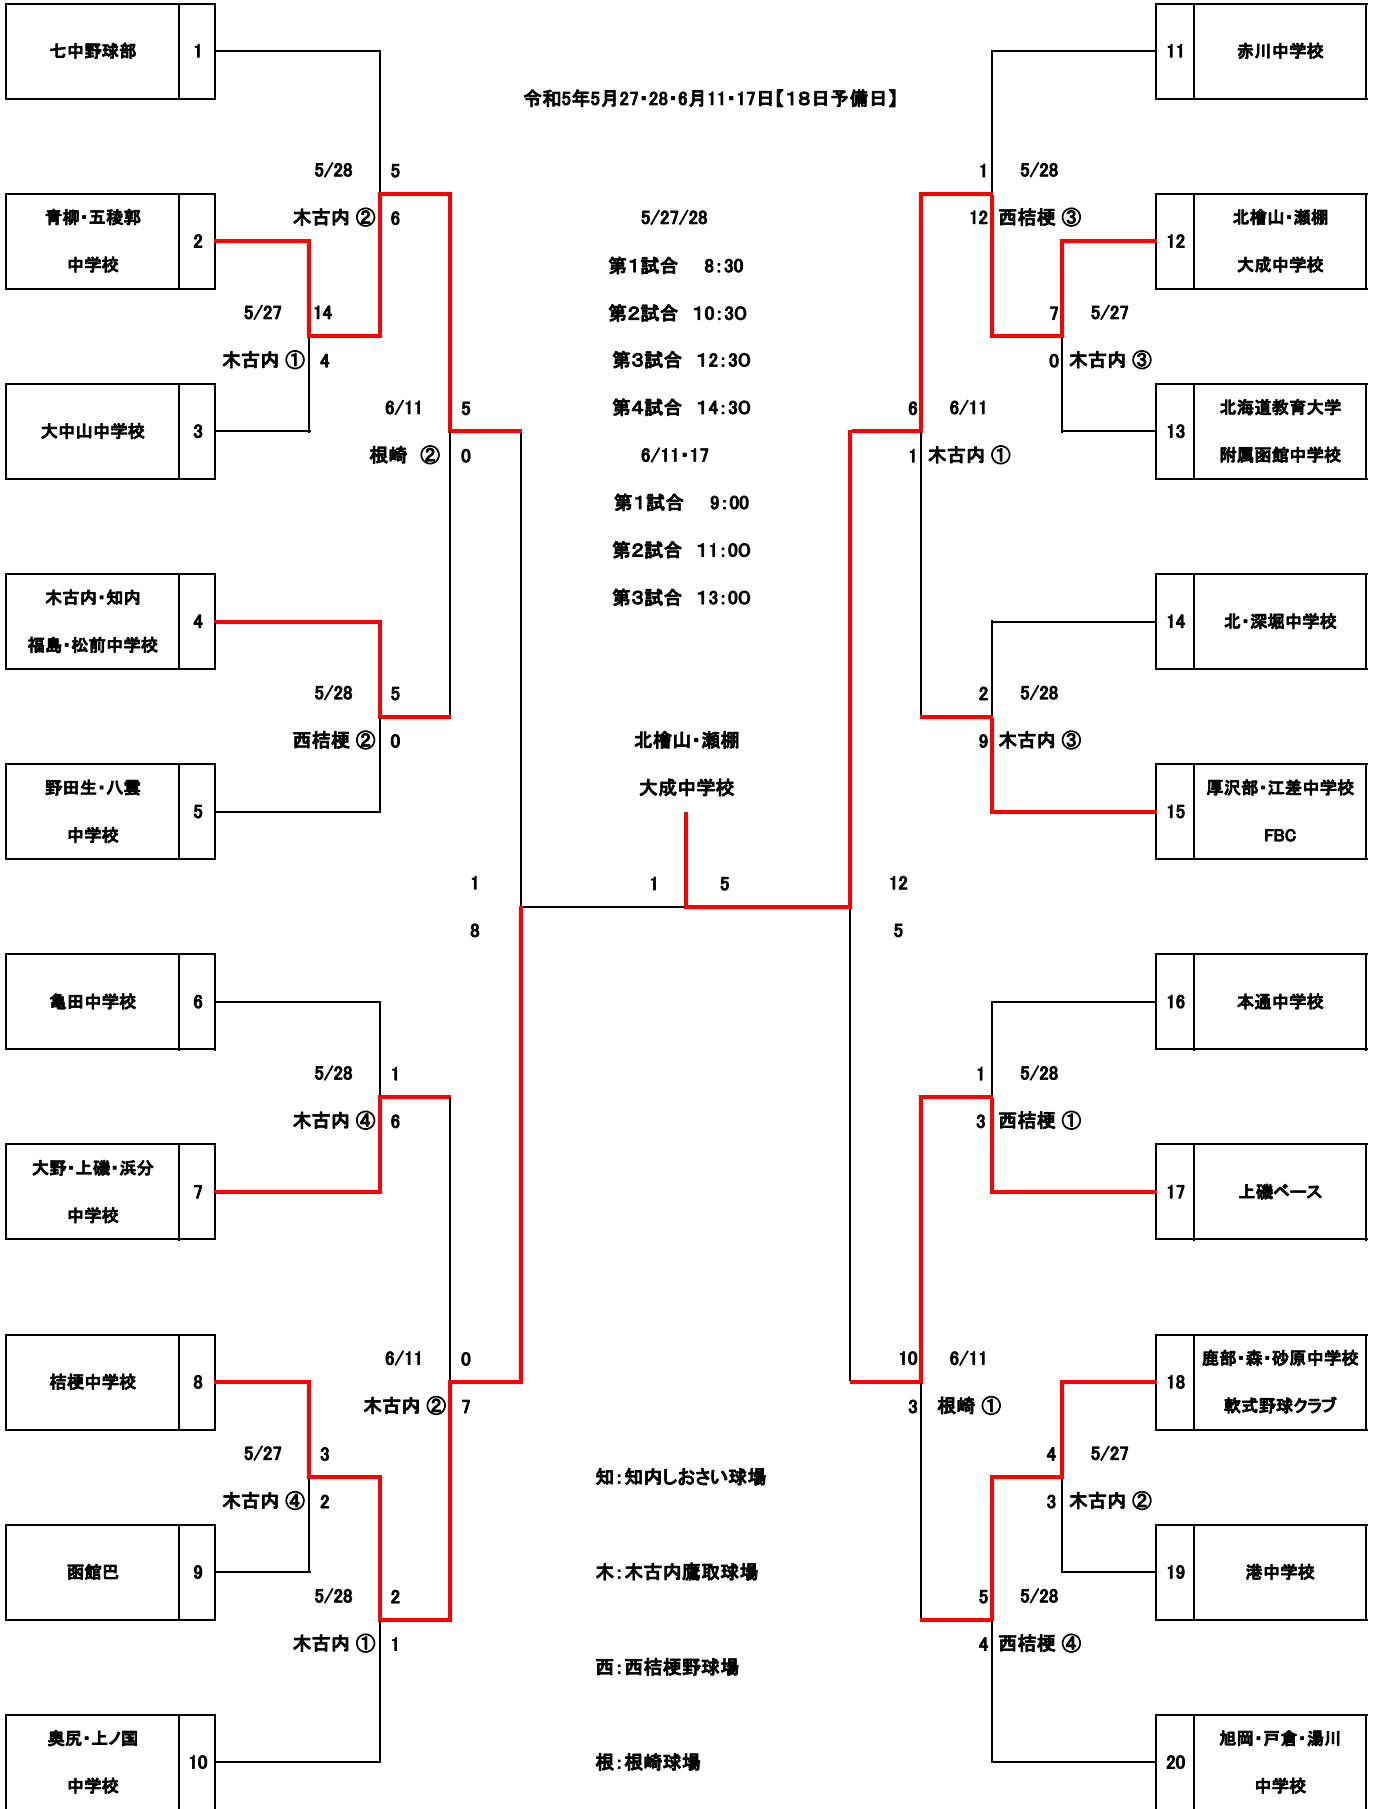 七中野球部 1
11 赤川中学校
令和5年5月27・28・6月11・17日【18日予備日】
5/28 5
1 5/28
青柳・五稜郭
中学校
2
木古内 ② 6
5/27/28
12 西桔梗 ③
12
北檜山・瀬棚
大成中学校
第1試合 8:30
5/27 14
第2試合 10:30
7 5/27
木古内 ① 4
第3試合 12:30
0 木古内 ③
大中山中学校 3
6/11 5
第4試合 14:30
6 6/11
13
北海道教育大学
附属函館中学校
根崎 ② 0
6/11・17
1 木古内 ①
第1試合 9:00
第2試合 11:00
第3試合 13:00
木古内・知内
福島・松前中学校
4
14 北・深堀中学校
5/28 5
2 5/28
西桔梗 ② 0
北檜山・瀬棚
大成中学校
9 木古内 ③
野田生・八雲
中学校
5
15
厚沢部・江差中学校
FBC
1
1 5
12
8
5
亀田中学校 6
16 本通中学校
5/28 1
1 5/28
木古内 ④ 6
3 西桔梗 ①
大野・上磯・浜分
中学校
7
17 上磯ベース
桔梗中学校 8
6/11 0
10 6/11
18
鹿部・森・砂原中学校
軟式野球クラブ
木古内 ② 7
3 根崎 ①
5/27 3
知:知内しおさい球場
4 5/27
木古内 ④ 2
3 木古内 ②
函館巴 9
木:木古内鷹取球場
19 港中学校
5/28 2
5 5/28
木古内 ① 1
西:西桔梗野球場
4 西桔梗 ④
奥尻・上ノ国
中学校
10
根:根崎球場
20
旭岡・戸倉・湯川
中学校